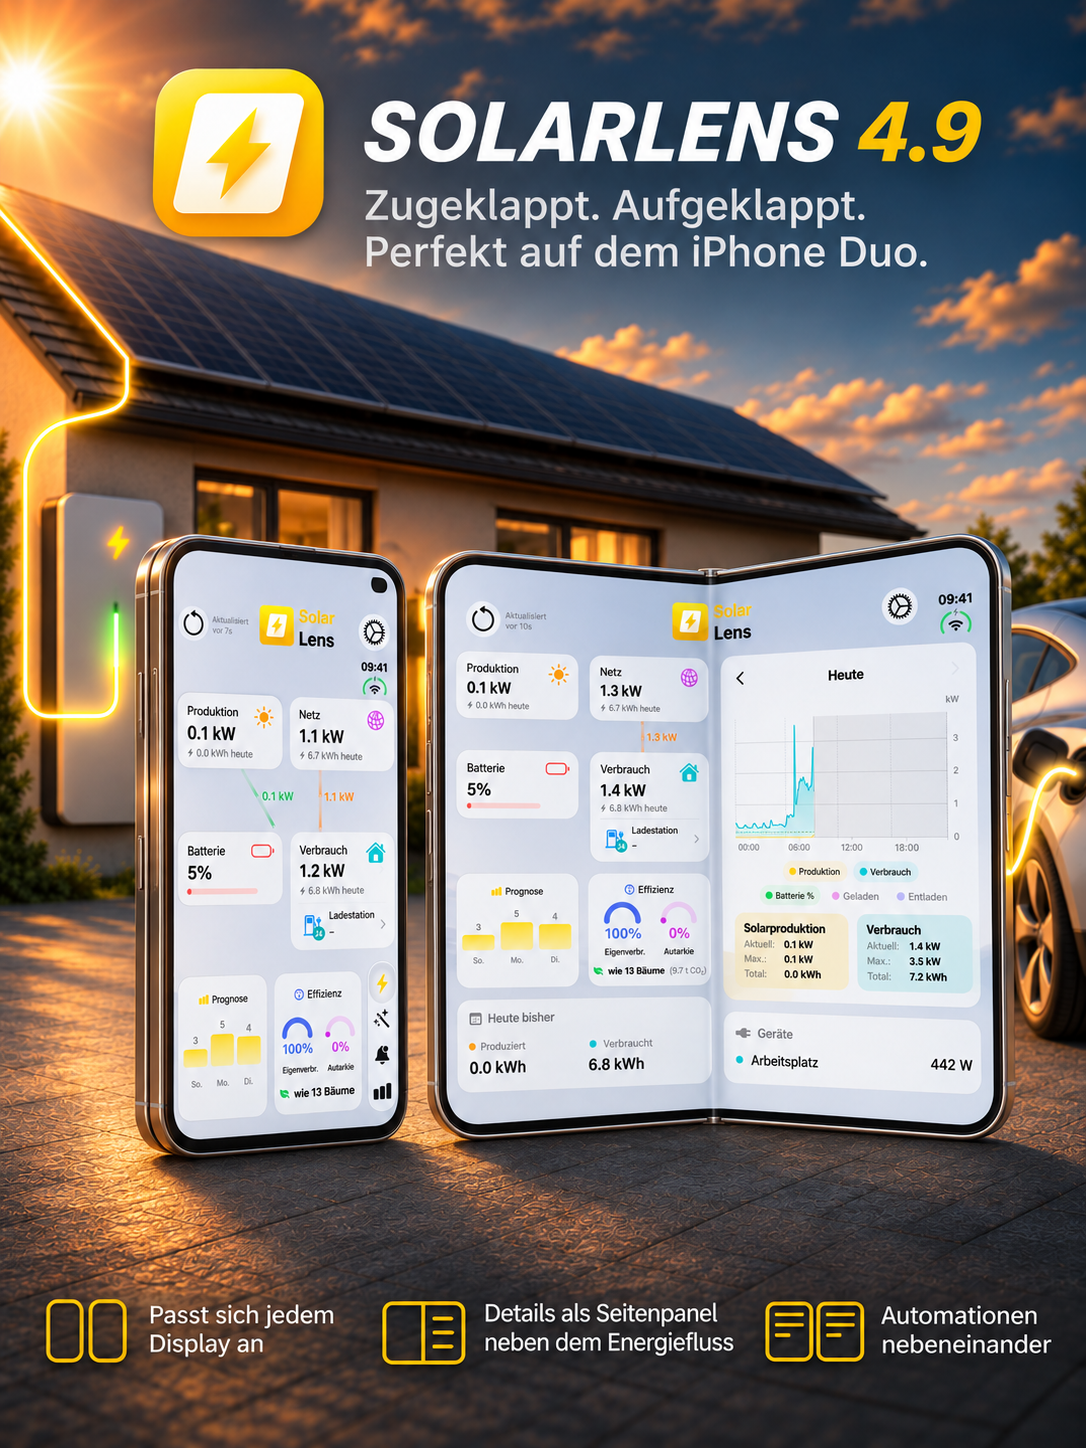 SOLARLENS 4.9
Zugeklappt. Aufgeklappt.
Perfekt auf dem iPhone Duo.
Aktualisiert
vor 7s
Solar
Lens
09:41
Produktion
0.1 kW
0.0 kWh heute
Netz
1.1 kW
6.7 kWh heute
0.1 kW
1.1 kW
Batterie
5%
Verbrauch
1.2 kW
6.8 kWh heute
Ladestation
-
Prognose
3
5
4
So.
Mo.
Di.
Effizienz
100%
0%
Eigenverbr.
Autarkie
wie 13 Bäume
Aktualisiert
vor 10s
Solar
Lens
09:41
Produktion
0.1 kW
0.0 kWh heute
Netz
1.3 kW
6.7 kWh heute
1.3 kW
Batterie
5%
Verbrauch
1.4 kW
6.8 kWh heute
Ladestation
-
Prognose
3
5
4
So.
Mo.
Di.
Effizienz
100%
0%
Eigenverbr.
Autarkie
wie 13 Bäume (9.7 t CO₂)
Heute bisher
Produziert
0.0 kWh
Verbraucht
6.8 kWh
Heute
kW
3
2
1
0
00:00
06:00
12:00
18:00
Produktion
Verbrauch
Batterie %
Geladen
Entladen
Solarproduktion
Aktuell: 0.1 kW
Max.: 0.1 kW
Total: 0.0 kWh
Verbrauch
Aktuell: 1.4 kW
Max.: 3.5 kW
Total: 7.2 kWh
Geräte
Arbeitsplatz
442 W
Passt sich jedem
Display an
Details als Seitenpanel
neben dem Energiefluss
Automationen
nebeneinander